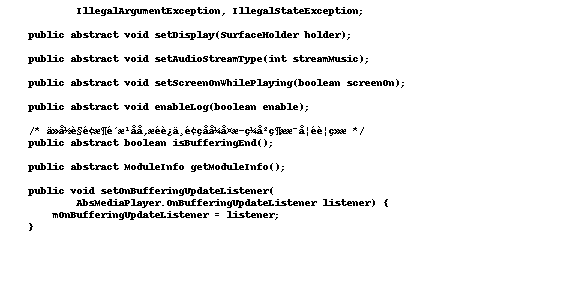 IllegalArgumentException, IllegalStateException;
public abstract void setDisplay(SurfaceHolder holder);
public abstract void setAudioStreamType(int streamMusic);
public abstract void setScreenOnWhilePlaying(boolean screenOn);
public abstract void enableLog(boolean enable);
/* */
public abstract boolean isBufferingEnd();
public abstract ModuleInfo getModuleInfo();
public void setOnBufferingUpdateListener(
AbsMediaPlayer.OnBufferingUpdateListener listener) {
mOnBufferingUpdateListener = listener;
}